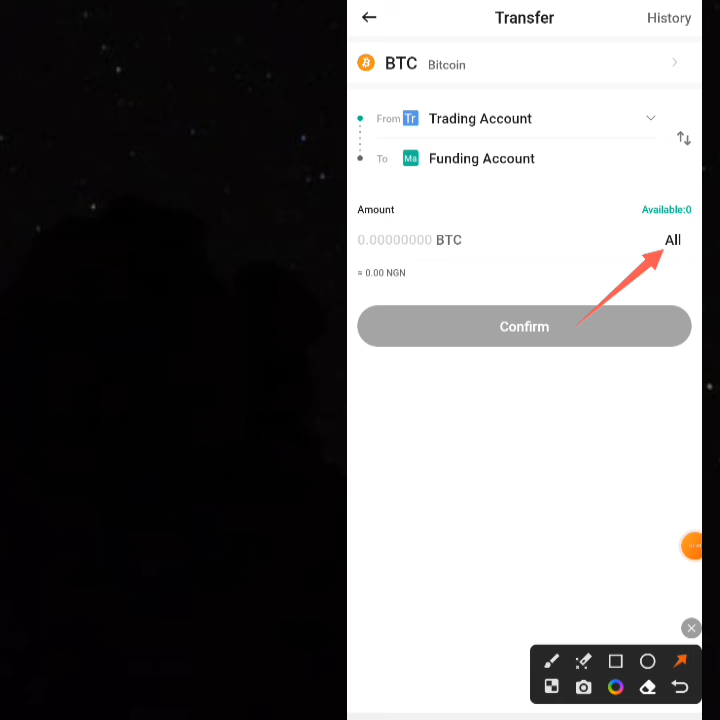 Transfer History
BTC Bitcoin
From Tr Trading Account
To Ma Funding Account
Amount Available:0
0.00000000 BTC All
≈ 0.00 NGN
Confirm